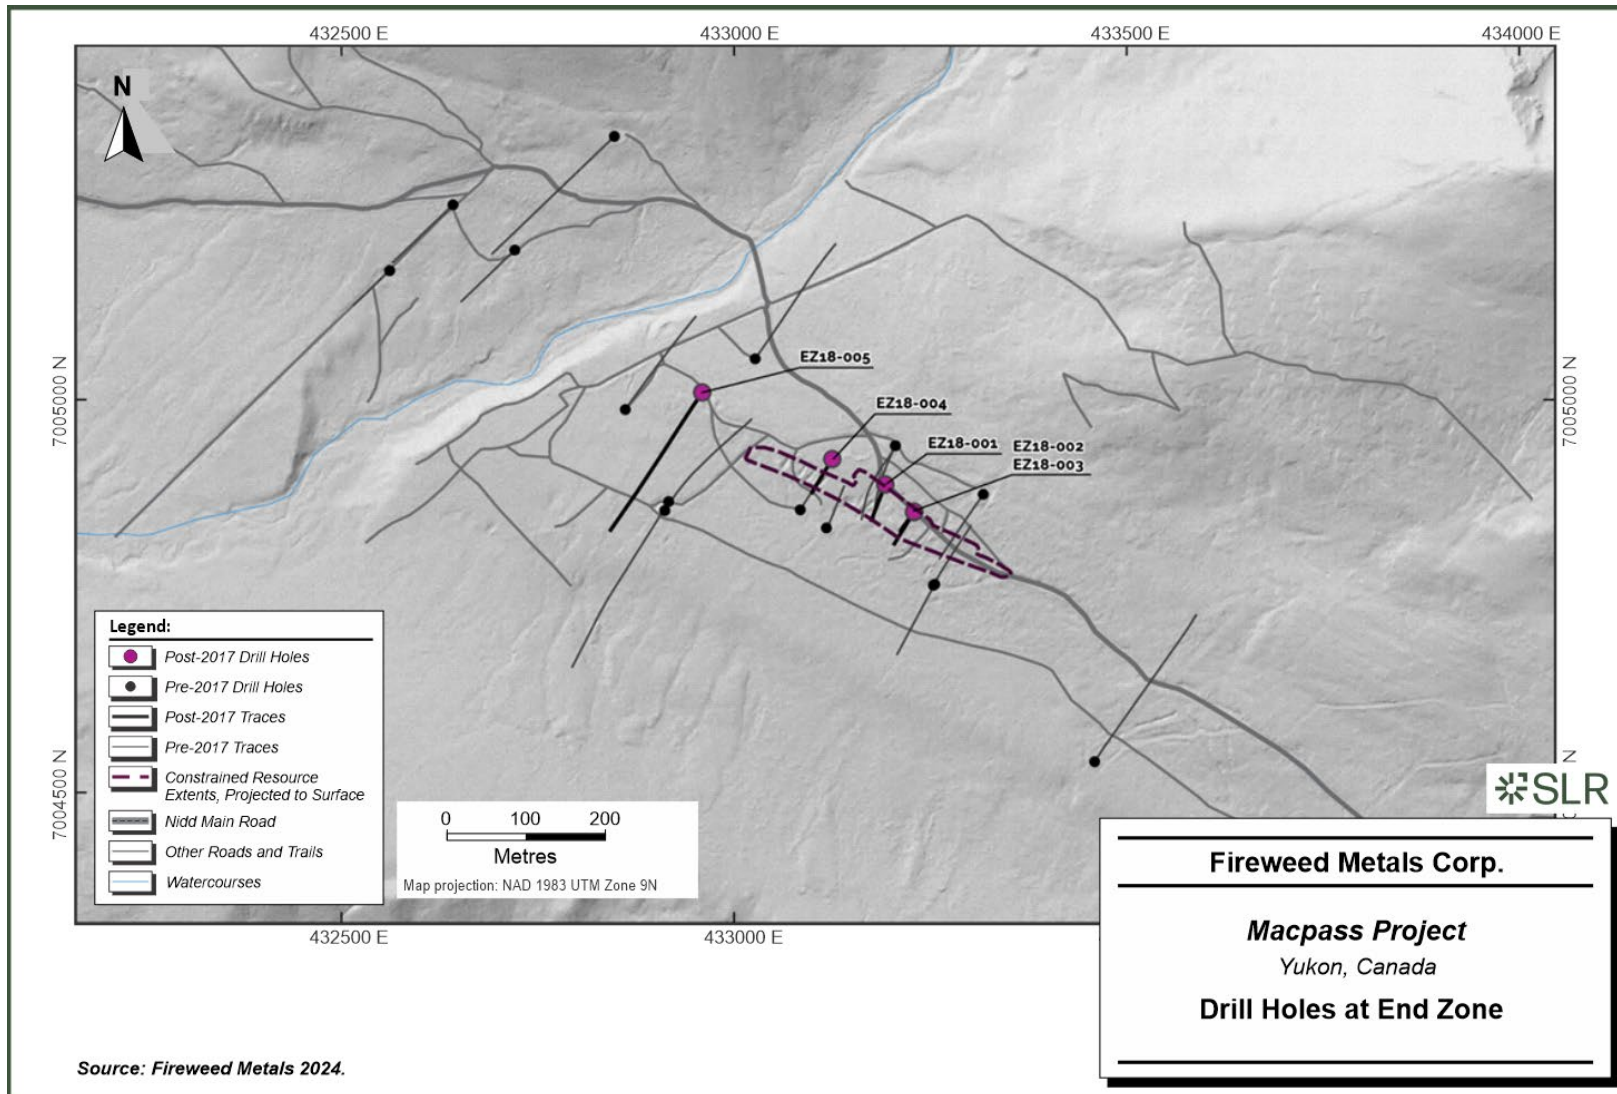 432500 E
433000 E
433500 E
434000 E
N
EZ18-005
7005000 N
7005000 N
EZ18-004
EZ18-001
EZ18-002
EZ18-003
Legend:
Post-2017 Drill Holes
Pre-2017 Drill Holes
Post-2017 Traces
Pre-2017 Traces
Constrained Resource
Extents, Projected to Surface
Nidd Main Road
Other Roads and Trails
Watercourses
7004500 N
N
SLR
0 100 200
Metres
Map projection: NAD 1983 UTM Zone 9N
432500 E
433000 E
Fireweed Metals Corp.
Macpass Project
Yukon, Canada
Drill Holes at End Zone
Source: Fireweed Metals 2024.